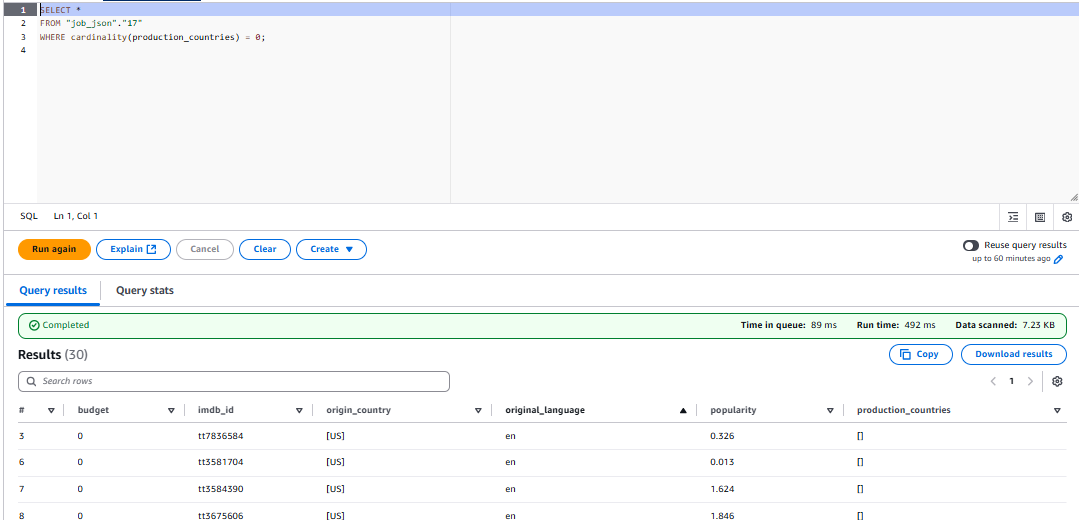 1 SELECT *
2 FROM "job_json"."17"
3 WHERE cardinality(production_countries) = 0;
4
SQL Ln 1, Col 1
Run again Explain Cancel Clear Create Reuse query results
up to 60 minutes ago
Query results Query stats
Completed Time in queue: 89 ms Run time: 492 ms Data scanned: 7.23 KB
Results (30) Copy Download results
Search rows 1
# budget imdb_id origin_country original_language popularity production_countries
3 0 tt7836584 [US] en 0.326 []
6 0 tt3581704 [US] en 0.013 []
7 0 tt3584390 [US] en 1.624 []
8 0 tt3675606 [US] en 1.846 []